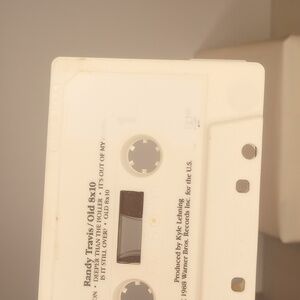 Randy Travis/Old 8x10
ON • DEEPER THAN THE HOLLER • IT'S OUT OF MY
IS IT STILL OVER? • OLD 8x10
Produced by Kyle Lehning
1988 Warner Bros. Records Inc. for the U.S.